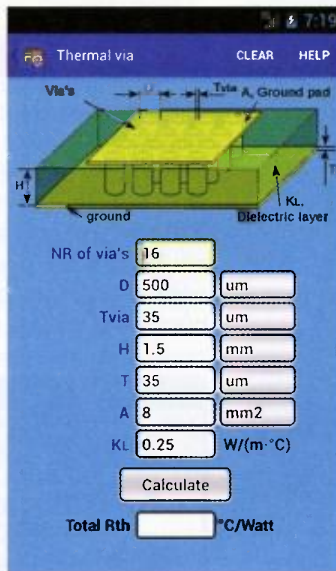 7:1
Thermal via CLEAR HELP
Via's D Tvia A, Ground pad
H T
KL,
ground Dielectric layer
NR of via's 16
D 500 um
Tvia 35 um
H 1.5 mm
T 35 um
A 8 mm2
KL 0.25 W/(m·°C)
Calculate
Total Rth °C/Watt